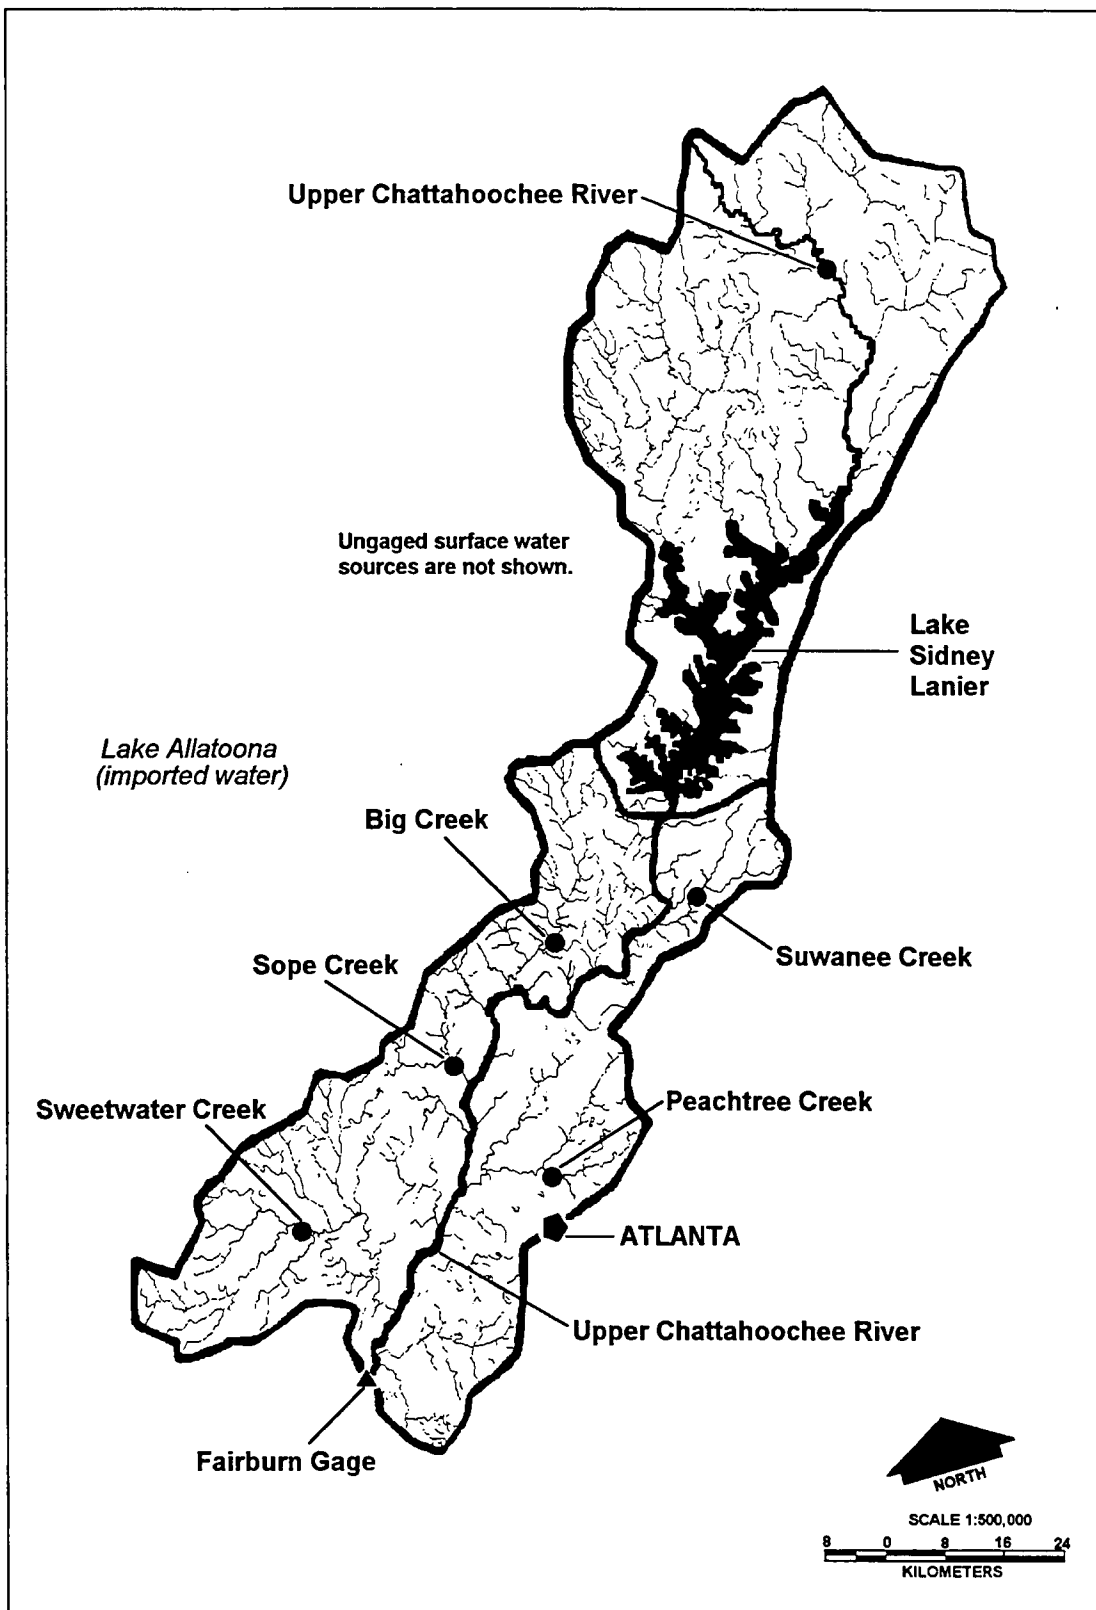 Upper Chattahoochee River
Ungaged surface water
sources are not shown.
Lake
Sidney
Lanier
Lake Allatoona
(imported water)
Big Creek
Suwanee Creek
Sope Creek
Peachtree Creek
Sweetwater Creek
ATLANTA
Upper Chattahoochee River
Fairburn Gage
NORTH
SCALE 1:500,000
8 0 8 16 24
KILOMETERS